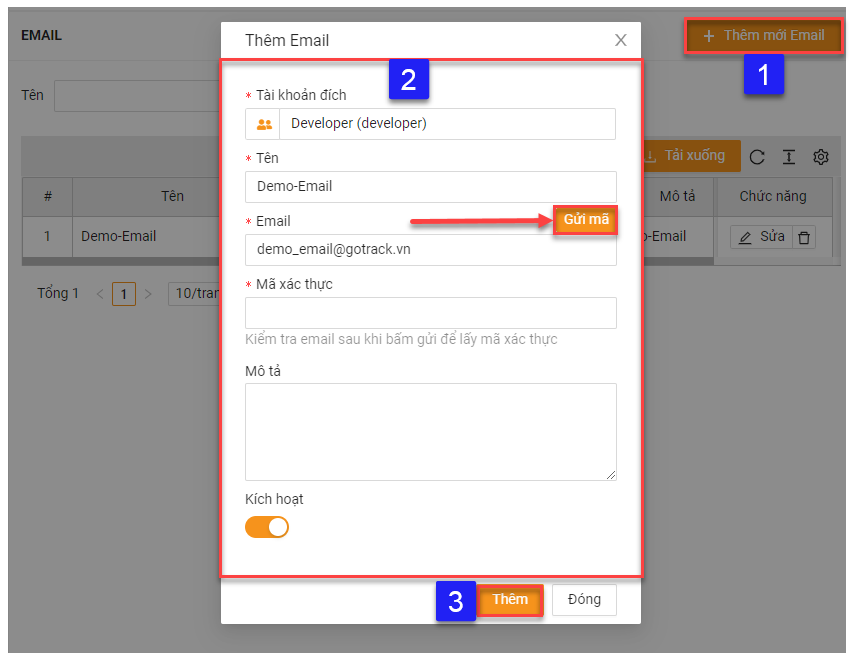 EMAIL
Thêm Email
+ Thêm mới Email
1
2
Tên
* Tài khoản đích
Developer (developer)
* Tên
Demo-Email
* Email
Gửi mã
demo_email@gotrack.vn
* Mã xác thực
Kiểm tra email sau khi bấm gửi để lấy mã xác thực
Mô tả
Kích hoạt
3
Thêm
Đóng
Tải xuống
# Tên Mô tả Chức năng
1 Demo-Email -Email Sửa
Tổng 1 < 1 > 10/tran